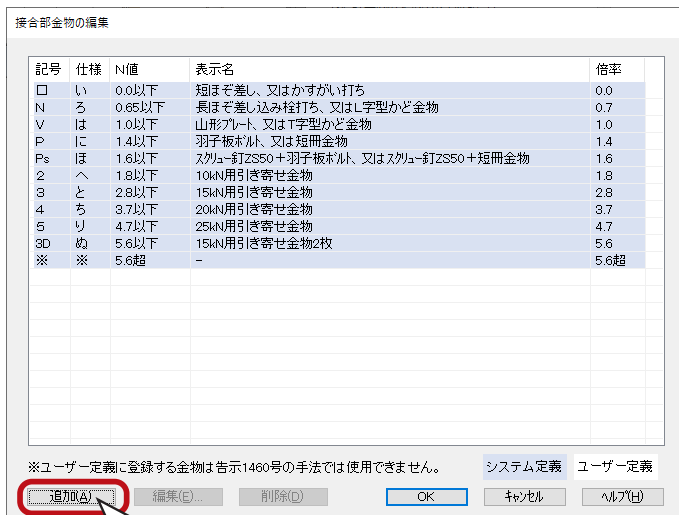 接合部金物の編集
記号 仕様 N値 表示名 倍率
口 い 0.0以下 短ほぞ差し、又はかすがい打ち 0.0
N ろ 0.65以下 長ほぞ差し込み栓打ち、又はL字型かど金物 0.7
V は 1.0以下 山形プレート、又はT字型かど金物 1.0
P に 1.4以下 羽子板ボルト、又は短冊金物 1.4
Ps ほ 1.6以下 スクリュー釘ZS50+羽子板ボルト、又はスクリュー釘ZS50+短冊金物 1.6
2 へ 1.8以下 10kN用引き寄せ金物 1.8
3 と 2.8以下 15kN用引き寄せ金物 2.8
4 ち 3.7以下 20kN用引き寄せ金物 3.7
5 り 4.7以下 25kN用引き寄せ金物 4.7
3D ぬ 5.6以下 15kN用引き寄せ金物2枚 5.6
※ ※ 5.6超 - 5.6超
※ユーザー定義に登録する金物は告示1460号の手法では使用できません。 システム定義 ユーザー定義
追加(A)... 編集(E)... 削除(D) OK キャンセル ヘルプ(H)